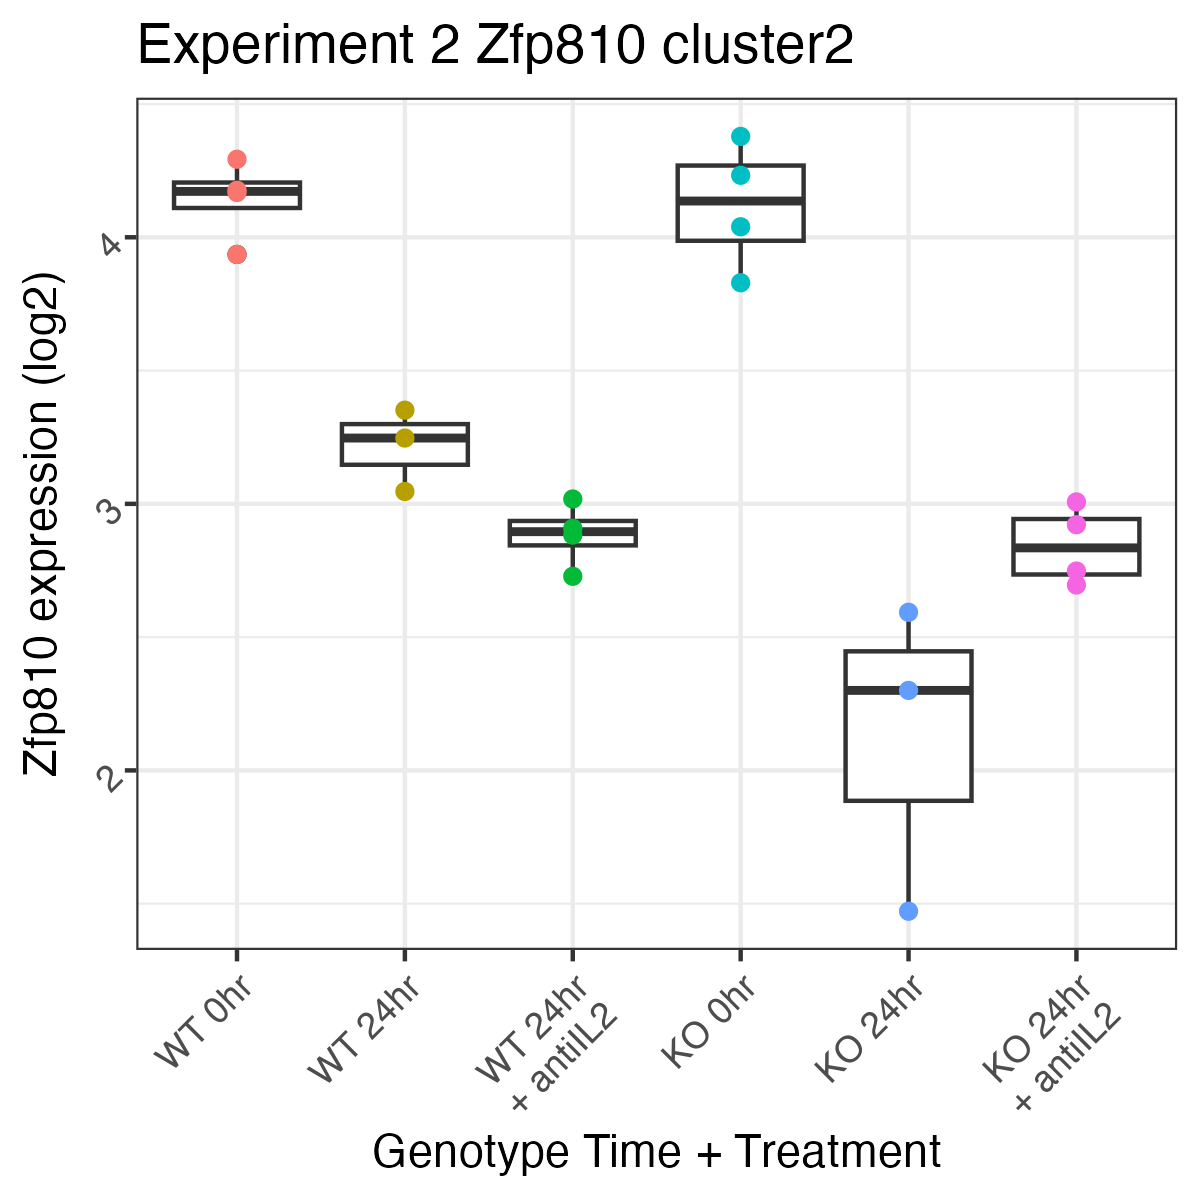 Experiment 2 Zfp810 cluster2
Zfp810 expression (log2)
4
3
2
WT 0hr
WT 24hr
WT 24hr
+ antiIL2
KO 0hr
KO 24hr
KO 24hr
+ antiIL2
Genotype Time + Treatment